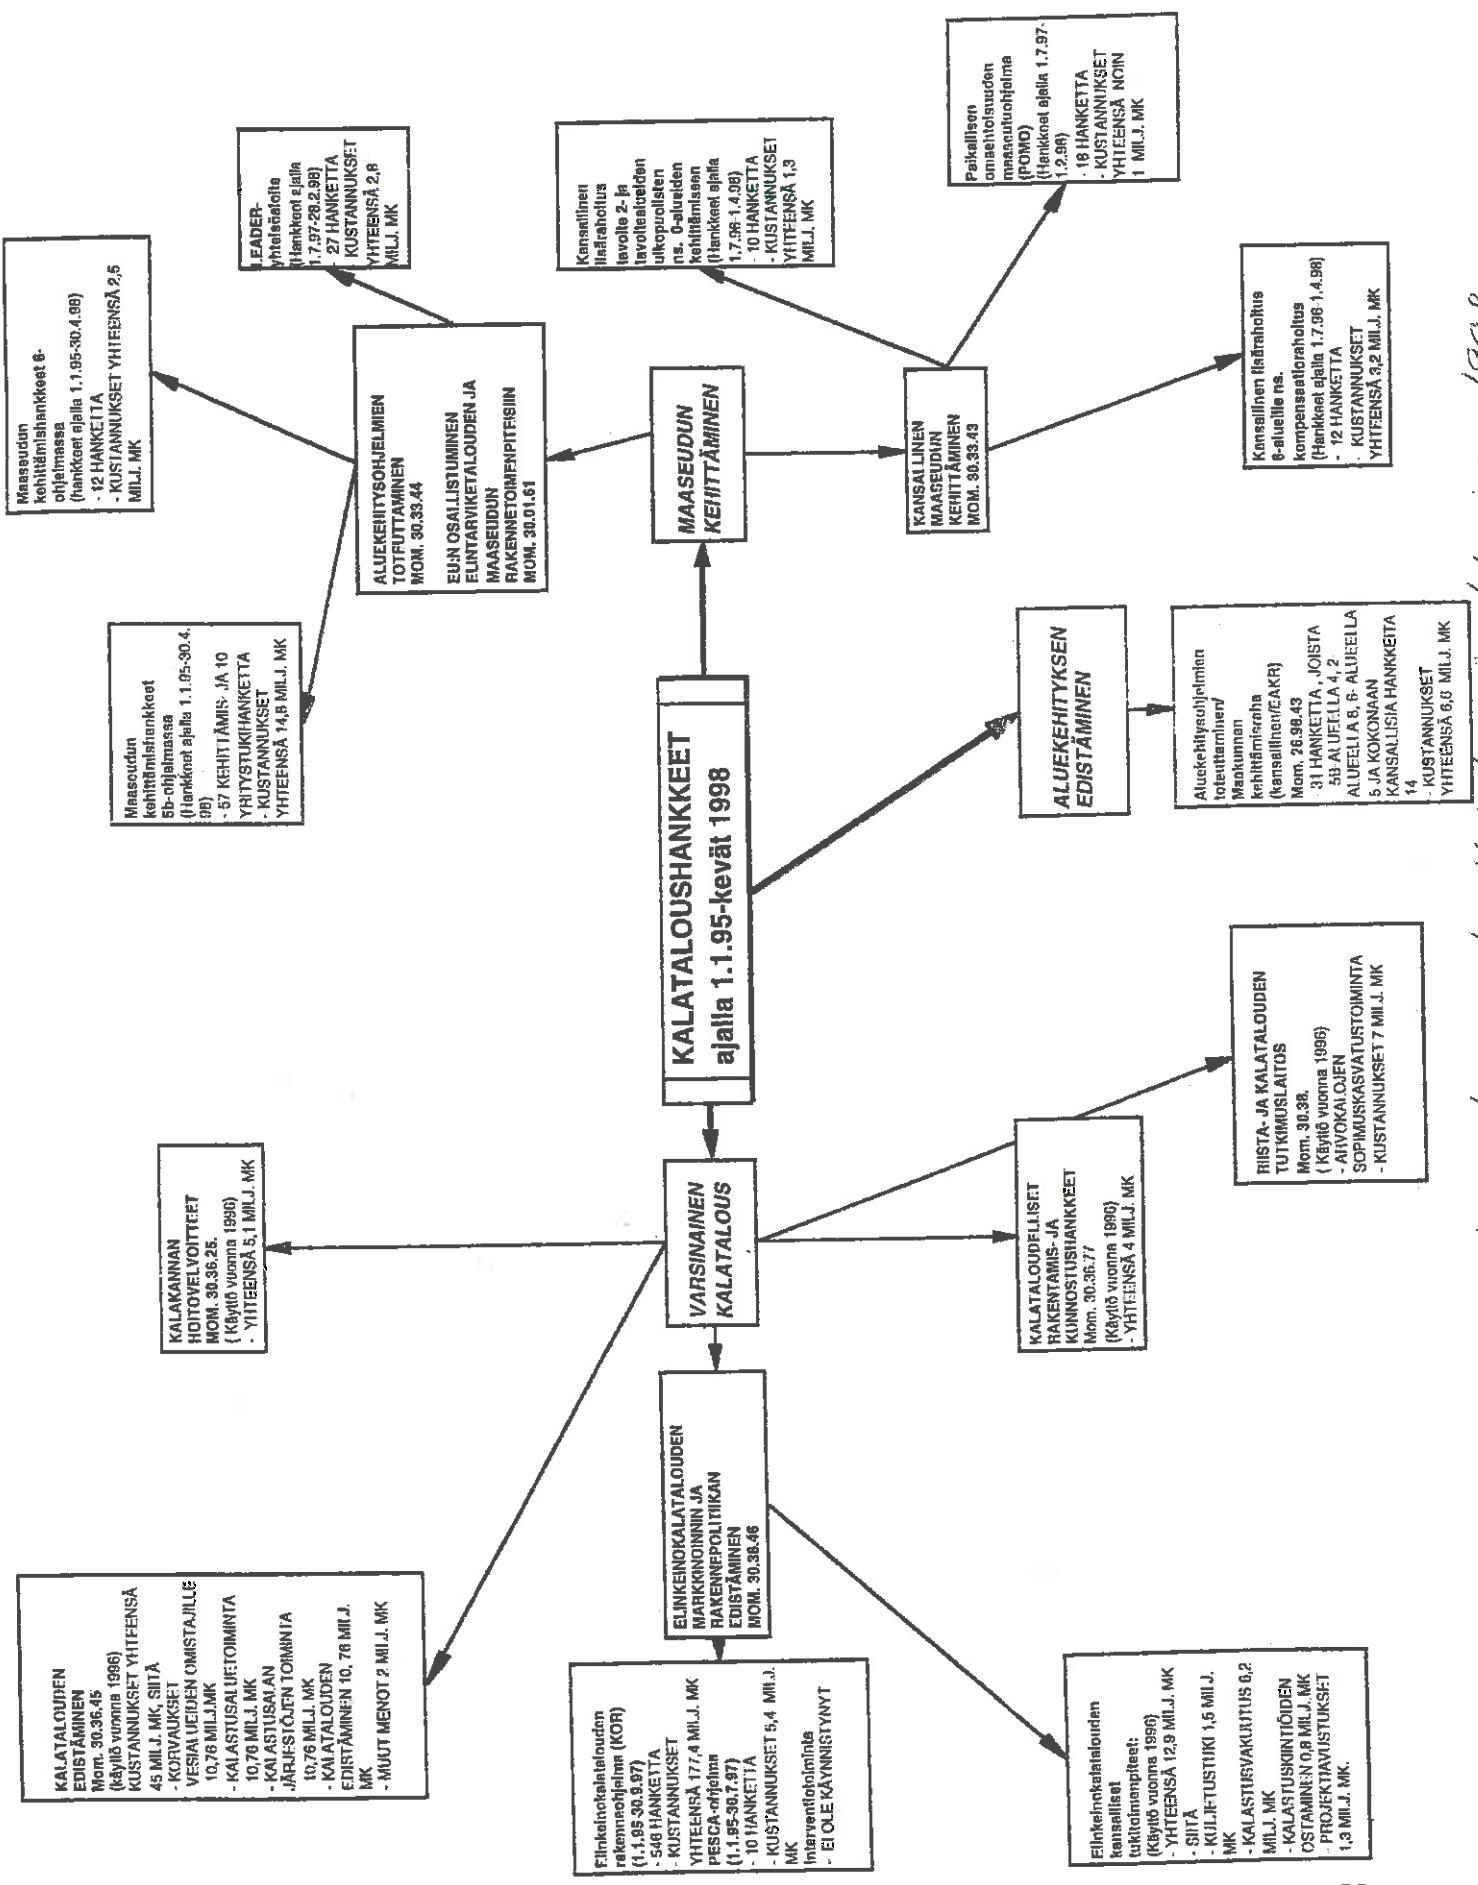 KALATALOUDEN
EDISTÄMINEN
Mom. 30.36.45
(käyttö vuonna 1996)
KUSTANNUKSET YHTEENSÄ
45 MILJ. MK, SIITÄ
- KORVAUKSET
VESIALUEIDEN OMISTAJILLE
10,76 MILJ.MK
- KALASTUSALUETOIMINTA
10,76 MILJ. MK
- KALASTUSALAN
JÄRJESTÖJEN TOIMINTA
10,76 MILJ. MK
- KALATALOUDEN
EDISTÄMINEN 10, 76 MILJ.
MK
- MUUT MENOT 2 MILJ. MK
KALAKANNAN
HOITOVELVOITTEET
MOM. 30.36.25.
( Käyttö vuonna 1996)
- YHTEENSÄ 5,1 MILJ. MK
Maaseudun
kehittämishankkeet
5b-ohjelmassa
(Hankkeet ajalla 1.1.95-30.4.
98)
- 57 KEHITTÄMIS- JA 10
YRITYSTUKIHANKETTA
- KUSTANNUKSET
YHTEENSÄ 14,8 MILJ. MK
Maaseudun
kehittämishankkeet 6-
ohjelmassa
(hankkeet ajalla 1.1.95-30.4.98)
- 12 HANKETTA
- KUSTANNUKSET YHTEENSÄ 2,5
MILJ. MK
LEADER-
yhteisöaloite
(Hankkeet ajalla
1.7.97-28.2.98)
- 27 HANKETTA
KUSTANNUKSET
YHTEENSÄ 2,8
MILJ. MK
ALUEKEHITYSOHJELMIEN
TOTEUTTAMINEN
MOM. 30.33.44
EU:N OSALLISTUMINEN
ELINTARVIKETALOUDEN JA
MAASEUDUN
RAKENNETOIMENPITEISIIN
MOM. 30.01.61
Elinkeinokalatalouden
rakenneohjelma (KOR)
(1.1.95-30.9.97)
- 546 HANKETTA
- KUSTANNUKSET
YHTEENSÄ 177,4 MILJ. MK
PESCA-ohjelma
(1.1.95-30.7.97)
- 10 HANKETTA
- KUSTANNUKSET 5,4 MILJ.
MK
Interventiotoiminta
- EI OLE KÄYNNISTYNYT
ELINKEINOKALATALOUDEN
MARKKINOINNIN JA
RAKENNEPOLITIIKAN
EDISTÄMINEN
MOM. 30.36.46
VARSINAINEN
KALATALOUS
KALATALOUSHANKKEET
ajalla 1.1.95-kevät 1998
MAASEUDUN
KEHITTÄMINEN
Kansallinen
lisärahoitus
tavoite 2- ja
tavoitealueiden
ulkopuolisten
ns. 0-alueiden
kehittämiseen
(Hankkeet ajalla
1.7.96-1.4.98)
- 10 HANKETTA
- KUSTANNUKSET
YHTEENSÄ 1,3
MILJ. MK
KANSALLINEN
MAASEUDUN
KEHITTÄMINEN
MOM. 30.33.43
Paikallisen
omaehtoisuuden
maaseutuohjelma
(POMO)
(Hankkeet ajalla 1.7.97-
1.2.98)
- KUSTANNUKSET
YHTEENSÄ NOIN
1 MILJ. MK
Elinkeinokalatalouden
kansalliset
tukitoimenpiteet:
(Käyttö vuonna 1996)
- YHTEENSÄ 12,9 MILJ. MK
- SIITÄ
- KULJETUSTUKI 1,5 MILJ.
MK
- KALASTUSVAKUUTUS 6,2
MILJ. MK
- KALASTUSKIINTIÖIDEN
OSTAMINEN 0,8 MILJ. MK
- PROJEKTIAVUSTUKSET
1,3 MILJ. MK.
KALATALOUDELLISET
RAKENTAMIS- JA
KUNNOSTUSHANKKEET
Mom. 30.36.77
(Käyttö vuonna 1996)
- YHTEENSÄ 4 MILJ. MK
RIISTA- JA KALATALOUDEN
TUTKIMUSLAITOS
Mom. 30.38.
( Käyttö vuonna 1996)
- ARVOKALOJEN
SOPIMUSKASVATUSTOIMINTA
- KUSTANNUKSET 7 MILJ. MK
ALUEKEHITYKSEN
EDISTÄMINEN
Aluekehitysohjelmien
toteuttaminen/
Maakunnan
kehittämisraha
(kansallinen/EAKR)
Mom. 26.98.43
- 31 HANKETTA , JOISTA
5B-ALUEELLA 4, 2-
ALUEELLA 8, 6- ALUEELLA
5 JA KOKONAAN
KANSALLISIA HANKKEITA
14
- KUSTANNUKSET
YHTEENSÄ 6,6 MILJ. MK
Kansallinen lisärahoitus
6-alueille ns.
kompensaatiorahoitus
(Hankkeet ajalla 1.7.96-1.4.98)
- 12 HANKETTA
- KUSTANNUKSET
YHTEENSÄ 3,2 MILJ. MK